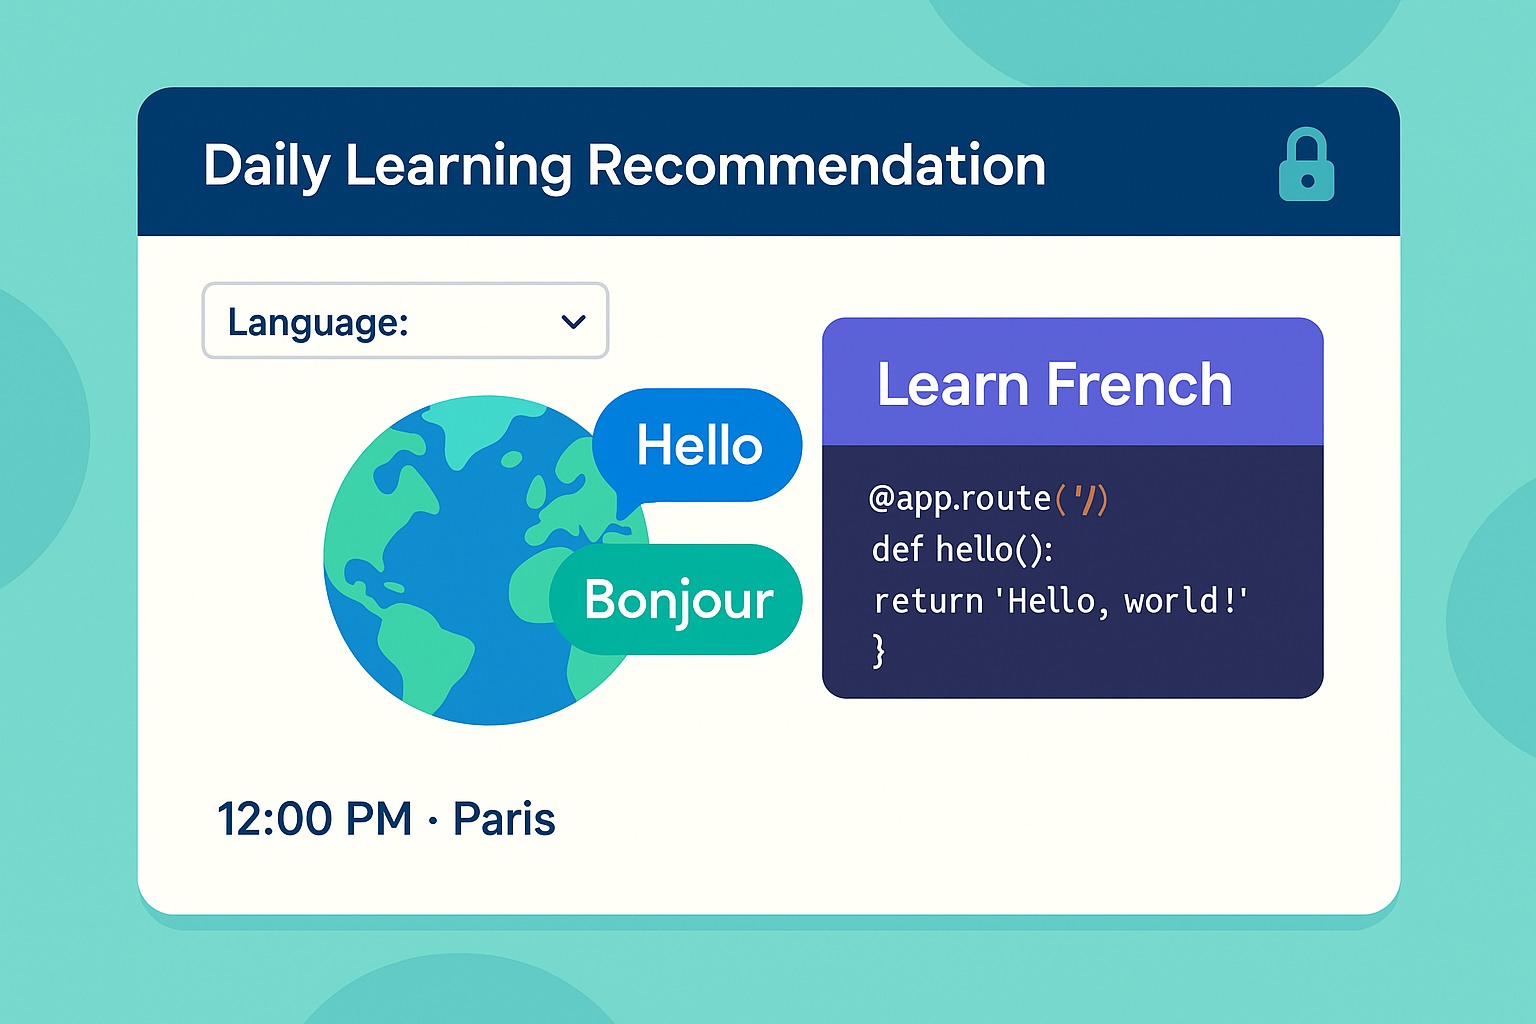 Daily Learning Recommendation
Language:
Hello
Bonjour
Learn French
@app.route('/)
def hello():
return 'Hello, world!'
}
12:00 PM · Paris